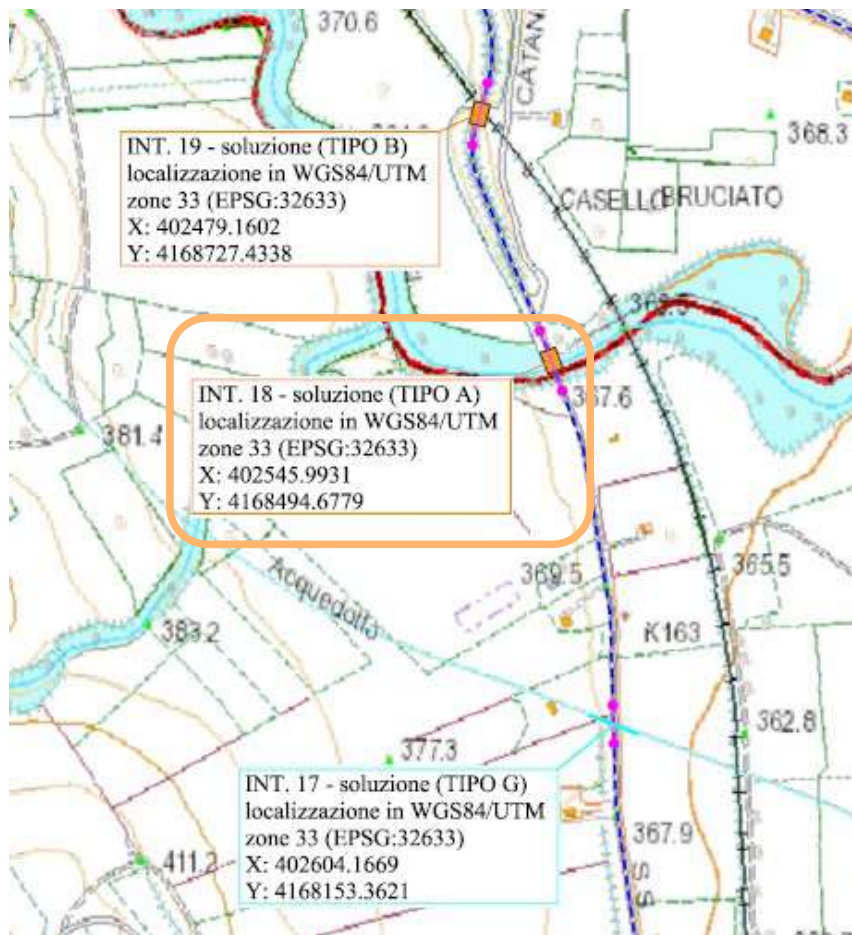 370.6
CATAN
368.3
INT. 19 - soluzione (TIPO B)
localizzazione in WGS84/UTM
zone 33 (EPSG:32633)
X: 402479.1602
Y: 4168727.4338
CASELLO BRUCIATO
INT. 18 - soluzione (TIPO A)
localizzazione in WGS84/UTM
zone 33 (EPSG:32633)
X: 402545.9931
Y: 4168494.6779
367.6
381.4
369.5
365.5
Acquedotto
383.2
K163
362.8
377.3
INT. 17 - soluzione (TIPO G)
localizzazione in WGS84/UTM
zone 33 (EPSG:32633)
X: 402604.1669
Y: 4168153.3621
367.9
411.2
S S